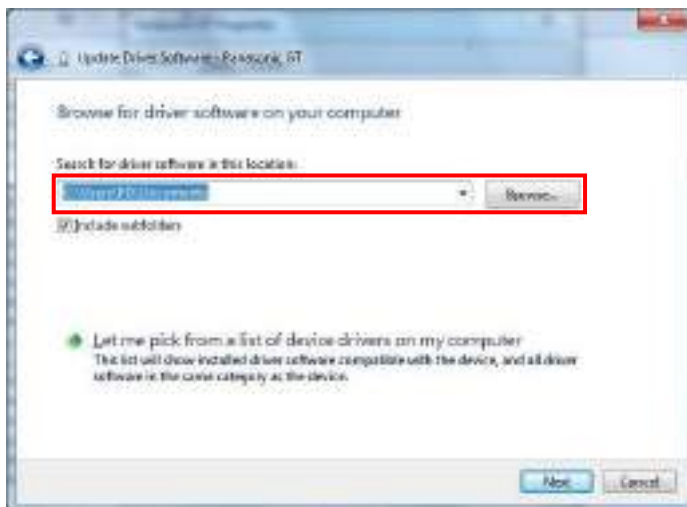 Update Driver Software - Panasonic GT
Browse for driver software on your computer
Search for driver software in this location:
Browse...
Include subfolders
Let me pick from a list of device drivers on my computer
This list will show installed driver software compatible with the device, and all driver
software in the same category as the device.
Next
Cancel